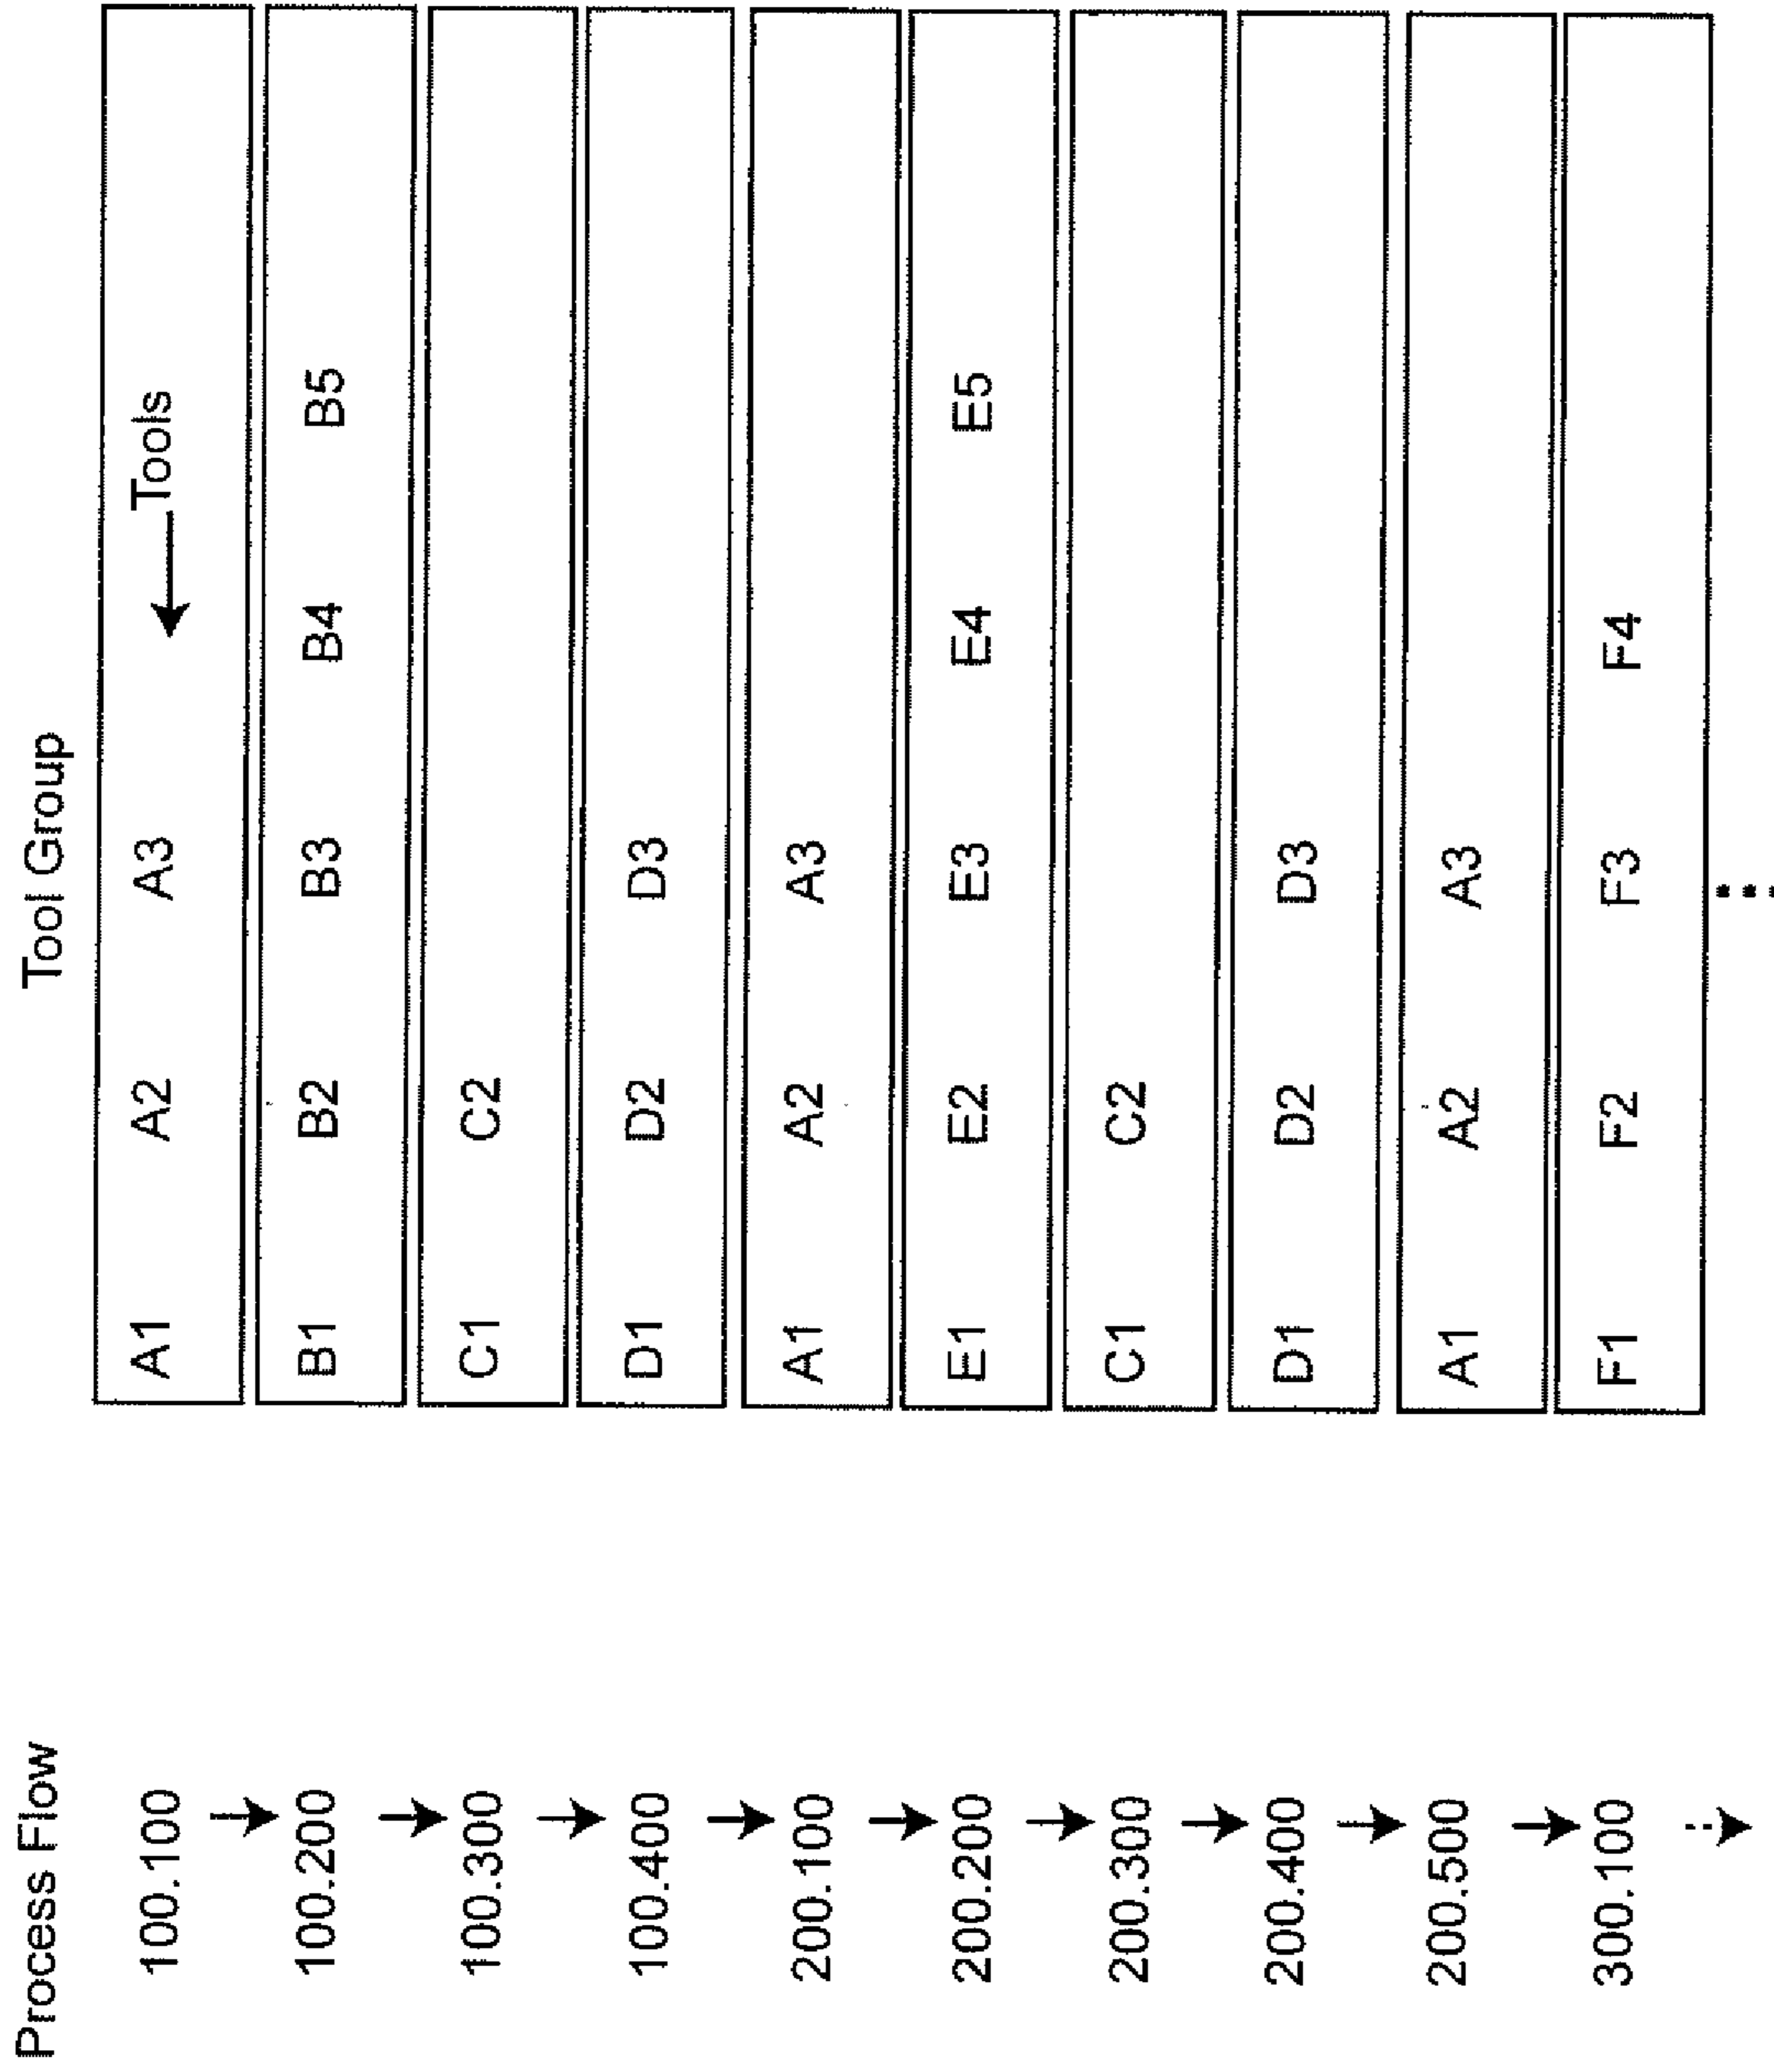 Process Flow Tool Group
100.100 A1 A2 A3 Tools
100.200 B1 B2 B3 B4 B5
100.300 C1 C2
100.400 D1 D2 D3
200.100 A1 A2 A3
200.200 E1 E2 E3 E4 E5
200.300 C1 C2
200.400 D1 D2 D3
200.500 A1 A2 A3
300.100 F1 F2 F3 F4